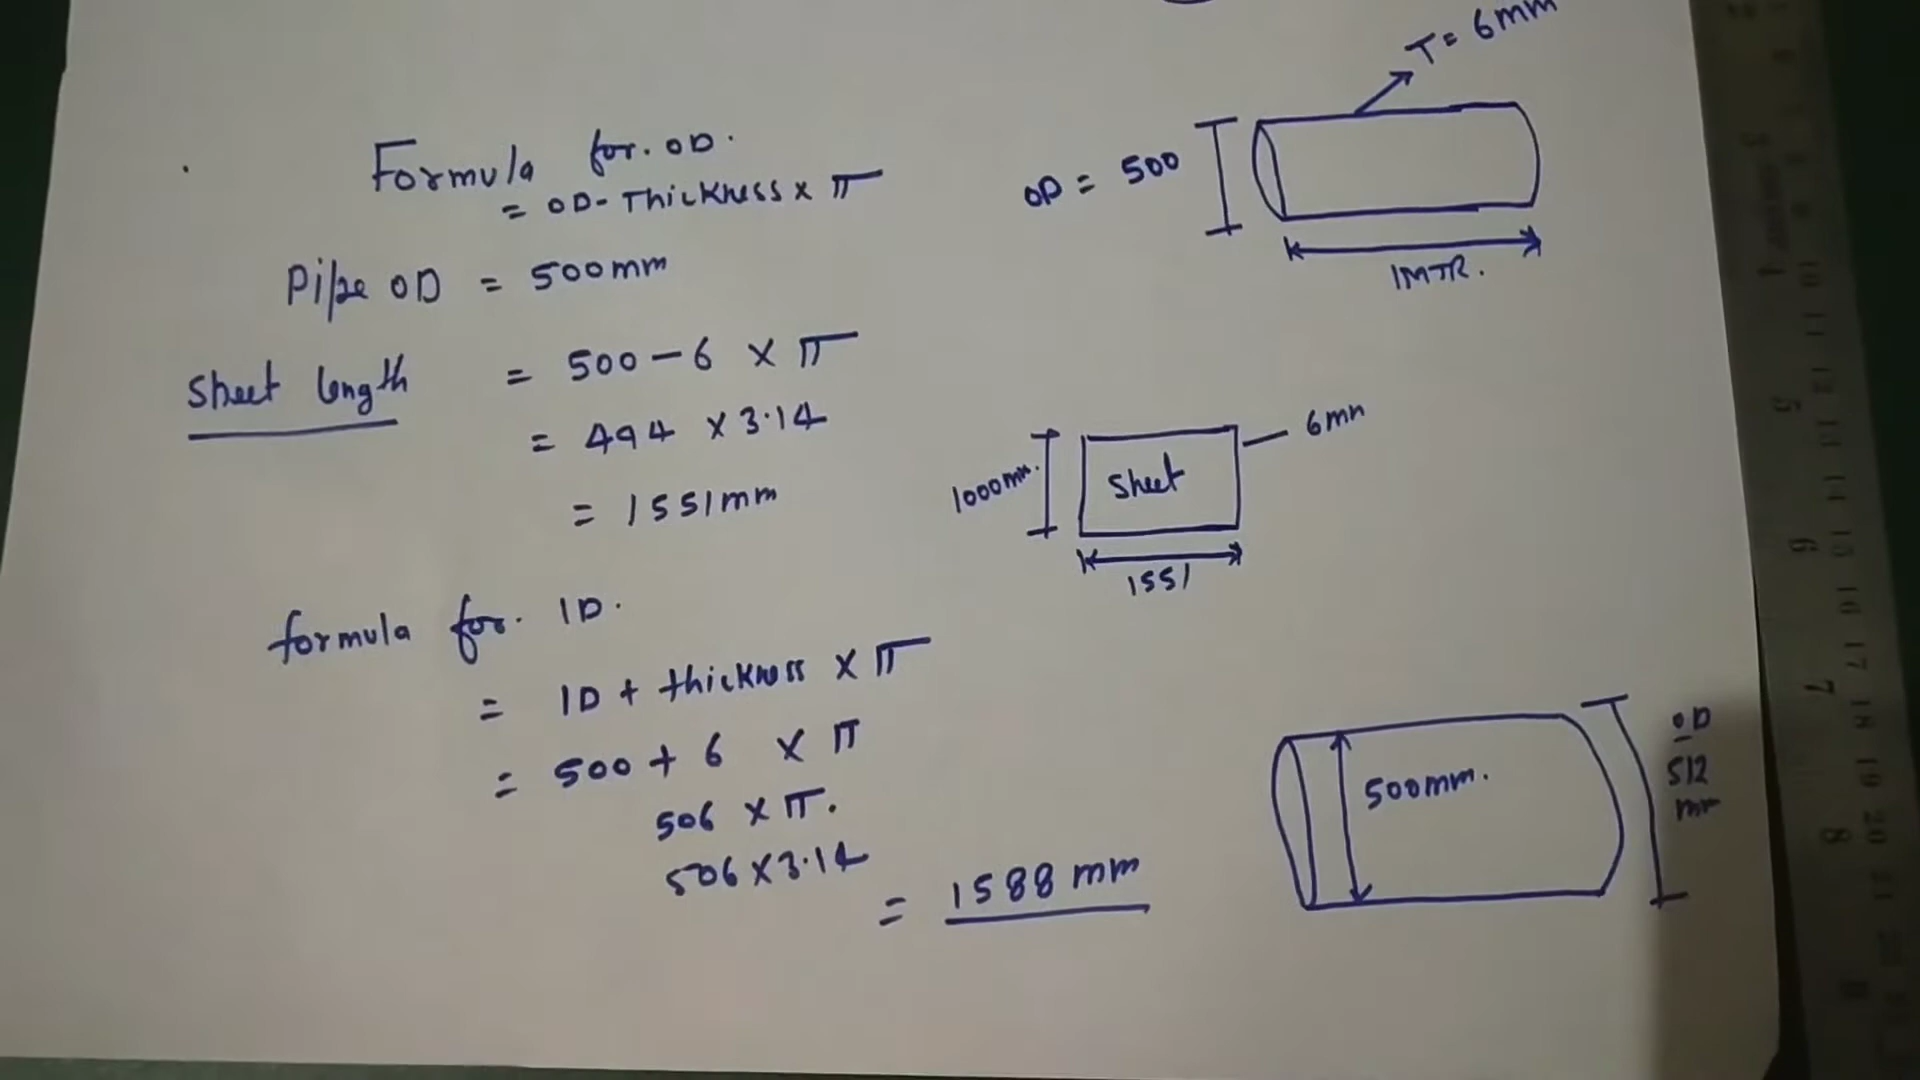 Formula for. OD.
= OD - Thickness x π
Pipe OD = 500mm
Sheet length = 500 - 6 x π
= 494 x 3.14
= 1551mm
formula for. ID.
= ID + thickness x π
= 500 + 6 x π
506 x π.
506 x 3.14
= 1588 mm
T = 6mm
OD = 500
1MTR.
6mm
1000mm.
Sheet
1551
500mm.
OD
512
mm